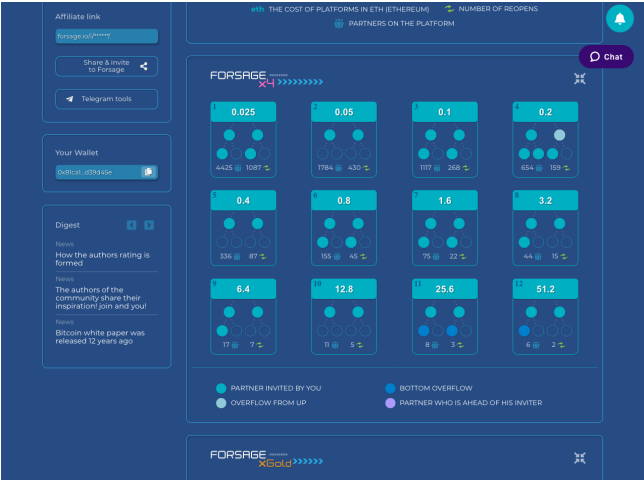 Affiliate link
forsage.io/i/******/
Share & invite
to Forsage
Telegram tools
Your Wallet
0x81ca1...d39d45e
Digest
News
How the authors rating is
formed
News
The authors of the
community share their
inspiration! join and you!
News
Bitcoin white paper was
released 12 years ago
eth THE COST OF PLATFORMS IN ETH (ETHEREUM) NUMBER OF REOPENS
PARTNERS ON THE PLATFORM
Chat
FORSAGE
x4
1 0.025
4425 1087
2 0.05
1784 430
3 0.1
1117 268
4 0.2
654 159
5 0.4
336 87
6 0.8
155 45
7 1.6
75 22
8 3.2
44 15
9 6.4
17 7
10 12.8
11 5
11 25.6
8 3
12 51.2
6 2
PARTNER INVITED BY YOU
BOTTOM OVERFLOW
OVERFLOW FROM UP
PARTNER WHO IS AHEAD OF HIS INVITER
FORSAGE
xGold